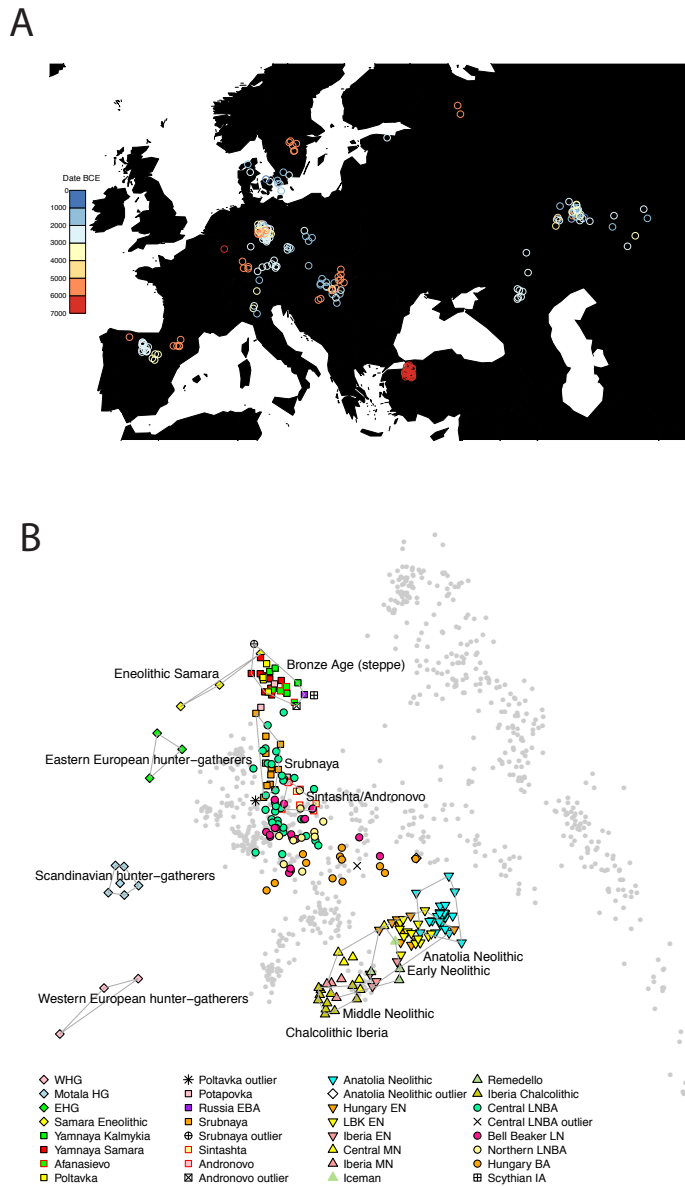 A
Date BCE
0
1000
2000
3000
4000
5000
6000
7000
B
Eneolithic Samara
Bronze Age (steppe)
Eastern European hunter−gatherers
Srubnaya
Sintashta/Andronovo
Scandinavian hunter−gatherers
Anatolia Neolithic
Early Neolithic
Western European hunter−gatherers
Middle Neolithic
Chalcolithic Iberia
WHG
Motala HG
EHG
Samara Eneolithic
Yamnaya Kalmykia
Yamnaya Samara
Afanasievo
Poltavka
Poltavka outlier
Potapovka
Russia EBA
Srubnaya
Srubnaya outlier
Sintashta
Andronovo
Andronovo outlier
Anatolia Neolithic
Anatolia Neolithic outlier
Hungary EN
LBK EN
Iberia EN
Central MN
Iberia MN
Iceman
Remedello
Iberia Chalcolithic
Central LNBA
Central LNBA outlier
Bell Beaker LN
Northern LNBA
Hungary BA
Scythian IA